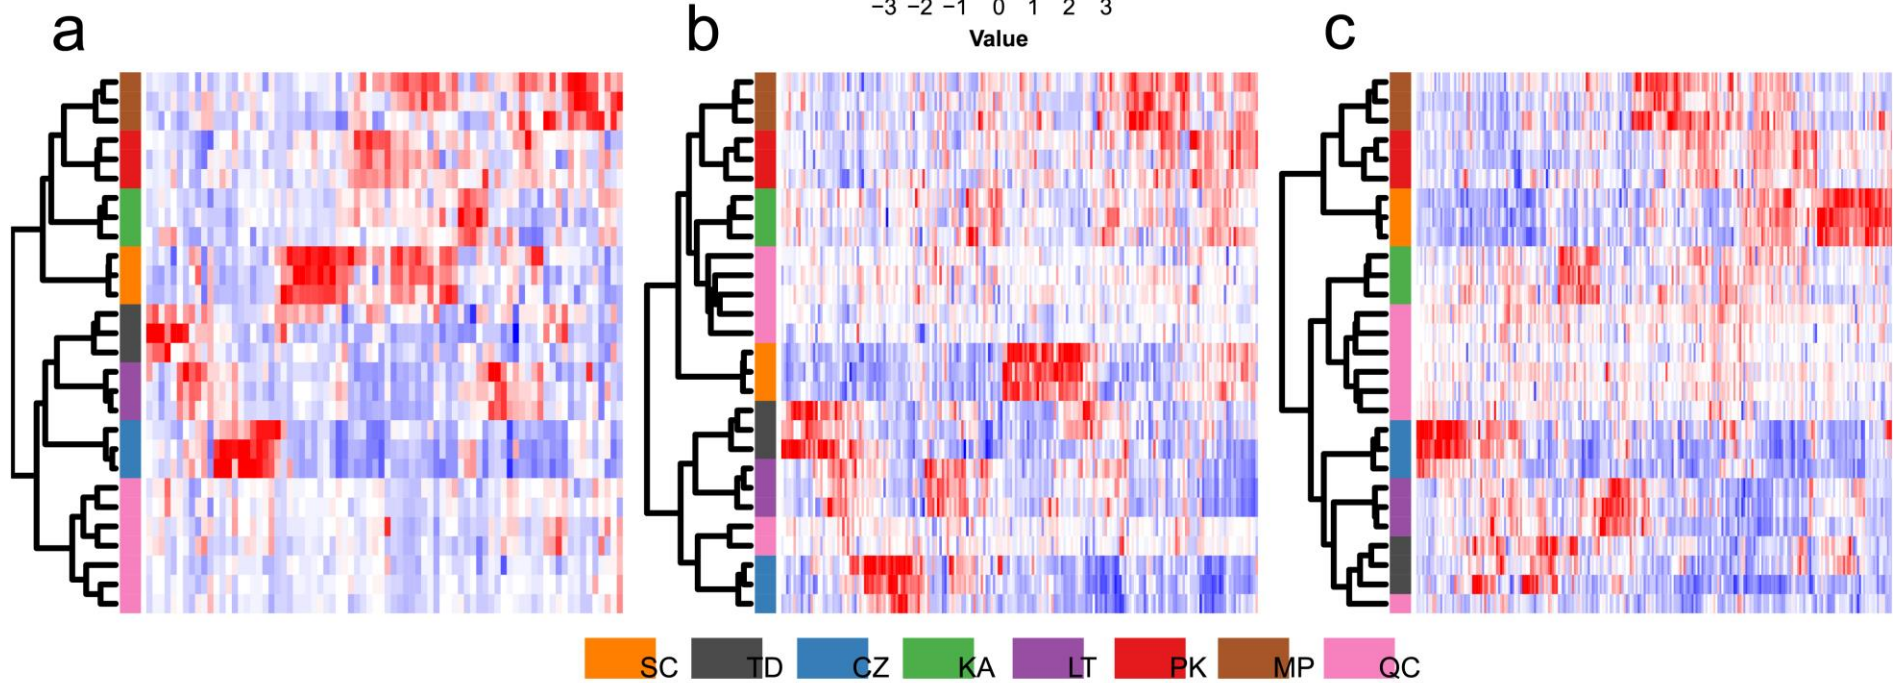 −3 −2 −1 0 1 2 3
Value
a
b
c
SC TD CZ KA LT PK MP QC